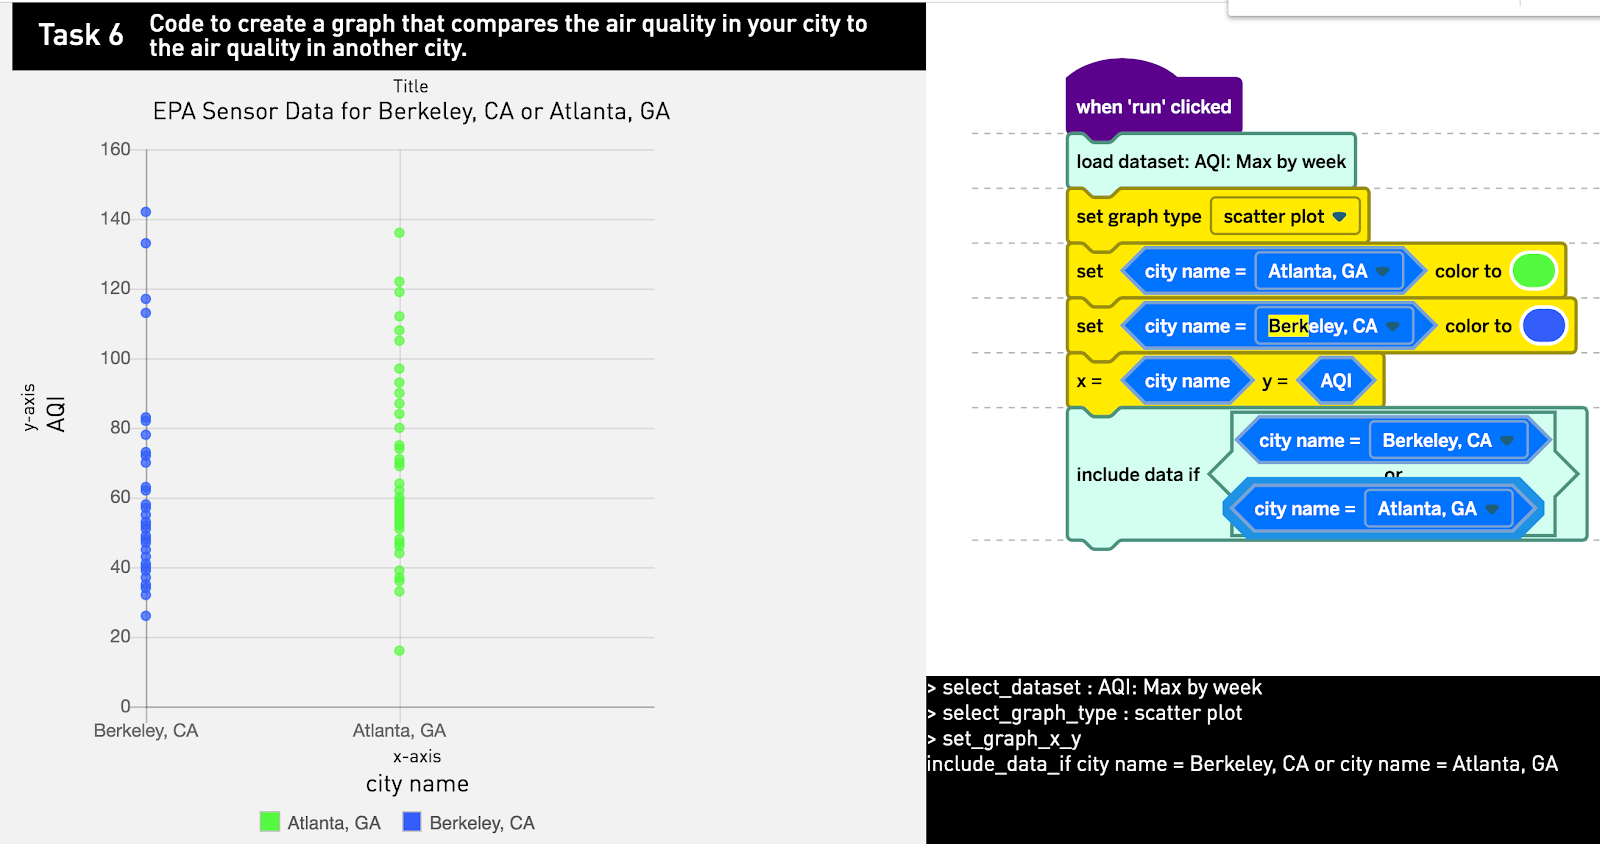 Task 6
Code to create a graph that compares the air quality in your city to
the air quality in another city.
Title
EPA Sensor Data for Berkeley, CA or Atlanta, GA
160
140
120
100
80
60
40
20
0
y-axis
AQI
Berkeley, CA
Atlanta, GA
x-axis
city name
Atlanta, GA
Berkeley, CA
when 'run' clicked
load dataset: AQI: Max by week
set graph type scatter plot
set city name = Atlanta, GA color to
set city name = Berkeley, CA color to
x = city name y = AQI
city name = Berkeley, CA
include data if or
city name = Atlanta, GA
> select_dataset : AQI: Max by week
> select_graph_type : scatter plot
> set_graph_x_y
include_data_if city name = Berkeley, CA or city name = Atlanta, GA